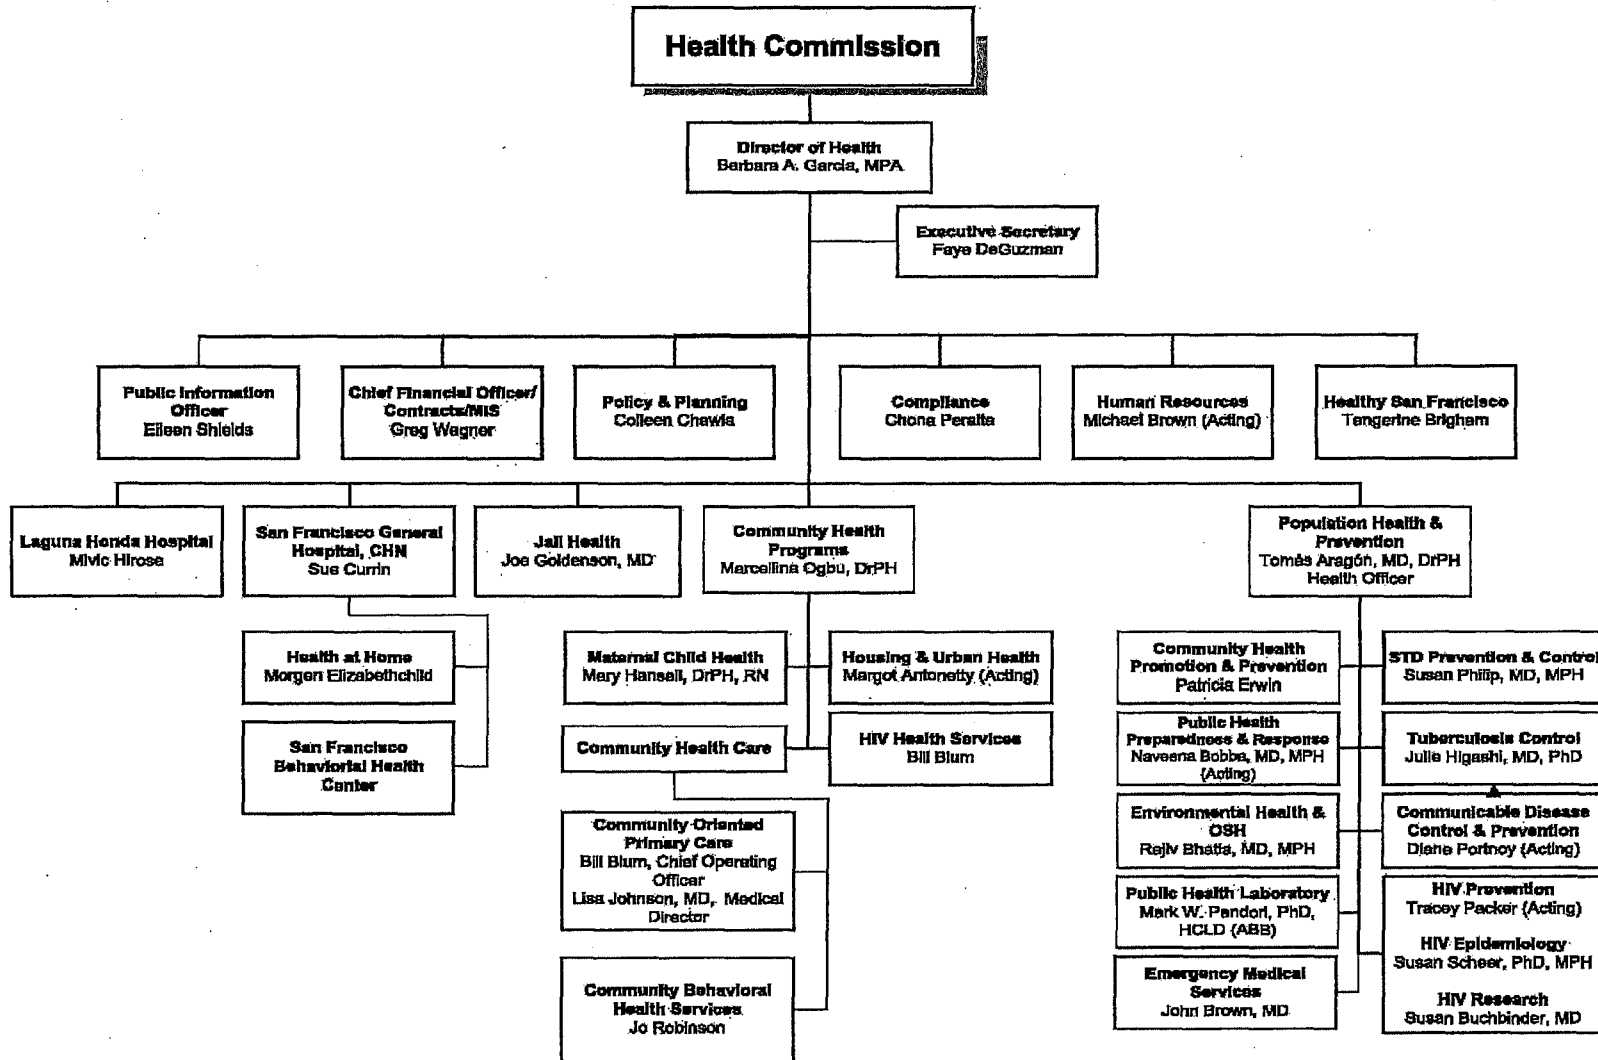 Health Commission
Director of Health
Barbara A. Garcia, MPA
Executive Secretary
Faye DeGuzman
Public Information
Officer
Eileen Shields
Chief Financial Officer/
Contracts/MIS
Greg Wagner
Policy & Planning
Colleen Chawla
Compliance
Chona Peralta
Human Resources
Michael Brown (Acting)
Healthy San Francisco
Tangerine Brigham
Laguna Honda Hospital
Mivic Hirose
San Francisco General
Hospital, CHN
Sue Currin
Jail Health
Joe Goldenson, MD
Community Health
Programs
Marcellina Ogbu, DrPH
Population Health &
Prevention
Tomás Aragón, MD, DrPH
Health Officer
Health at Home
Morgen Elizabethchild
San Francisco
Behaviorial Health
Center
Maternal Child Health
Mary Hansell, DrPH, RN
Housing & Urban Health
Margot Antonetty (Acting)
Community Health Care
HIV Health Services
Bill Blum
Community Oriented
Primary Care
Bill Blum, Chief Operating
Officer
Lisa Johnson, MD, Medical
Director
Community Behavioral
Health Services
Jo Robinson
Community Health
Promotion & Prevention
Patricia Erwin
STD Prevention & Control
Susan Philip, MD, MPH
Public Health
Preparedness & Response
Naveena Bobba, MD, MPH
(Acting)
Tuberculosis Control
Julie Higashi, MD, PhD
Environmental Health &
OSH
Rajiv Bhatia, MD, MPH
Communicable Disease
Control & Prevention
Diane Portnoy (Acting)
Public Health Laboratory
Mark W. Pandori, PhD,
HCLD (ABB)
HIV Prevention
Tracey Packer (Acting)
HIV Epidemiology
Susan Scheer, PhD, MPH
HIV Research
Susan Buchbinder, MD
Emergency Medical
Services
John Brown, MD